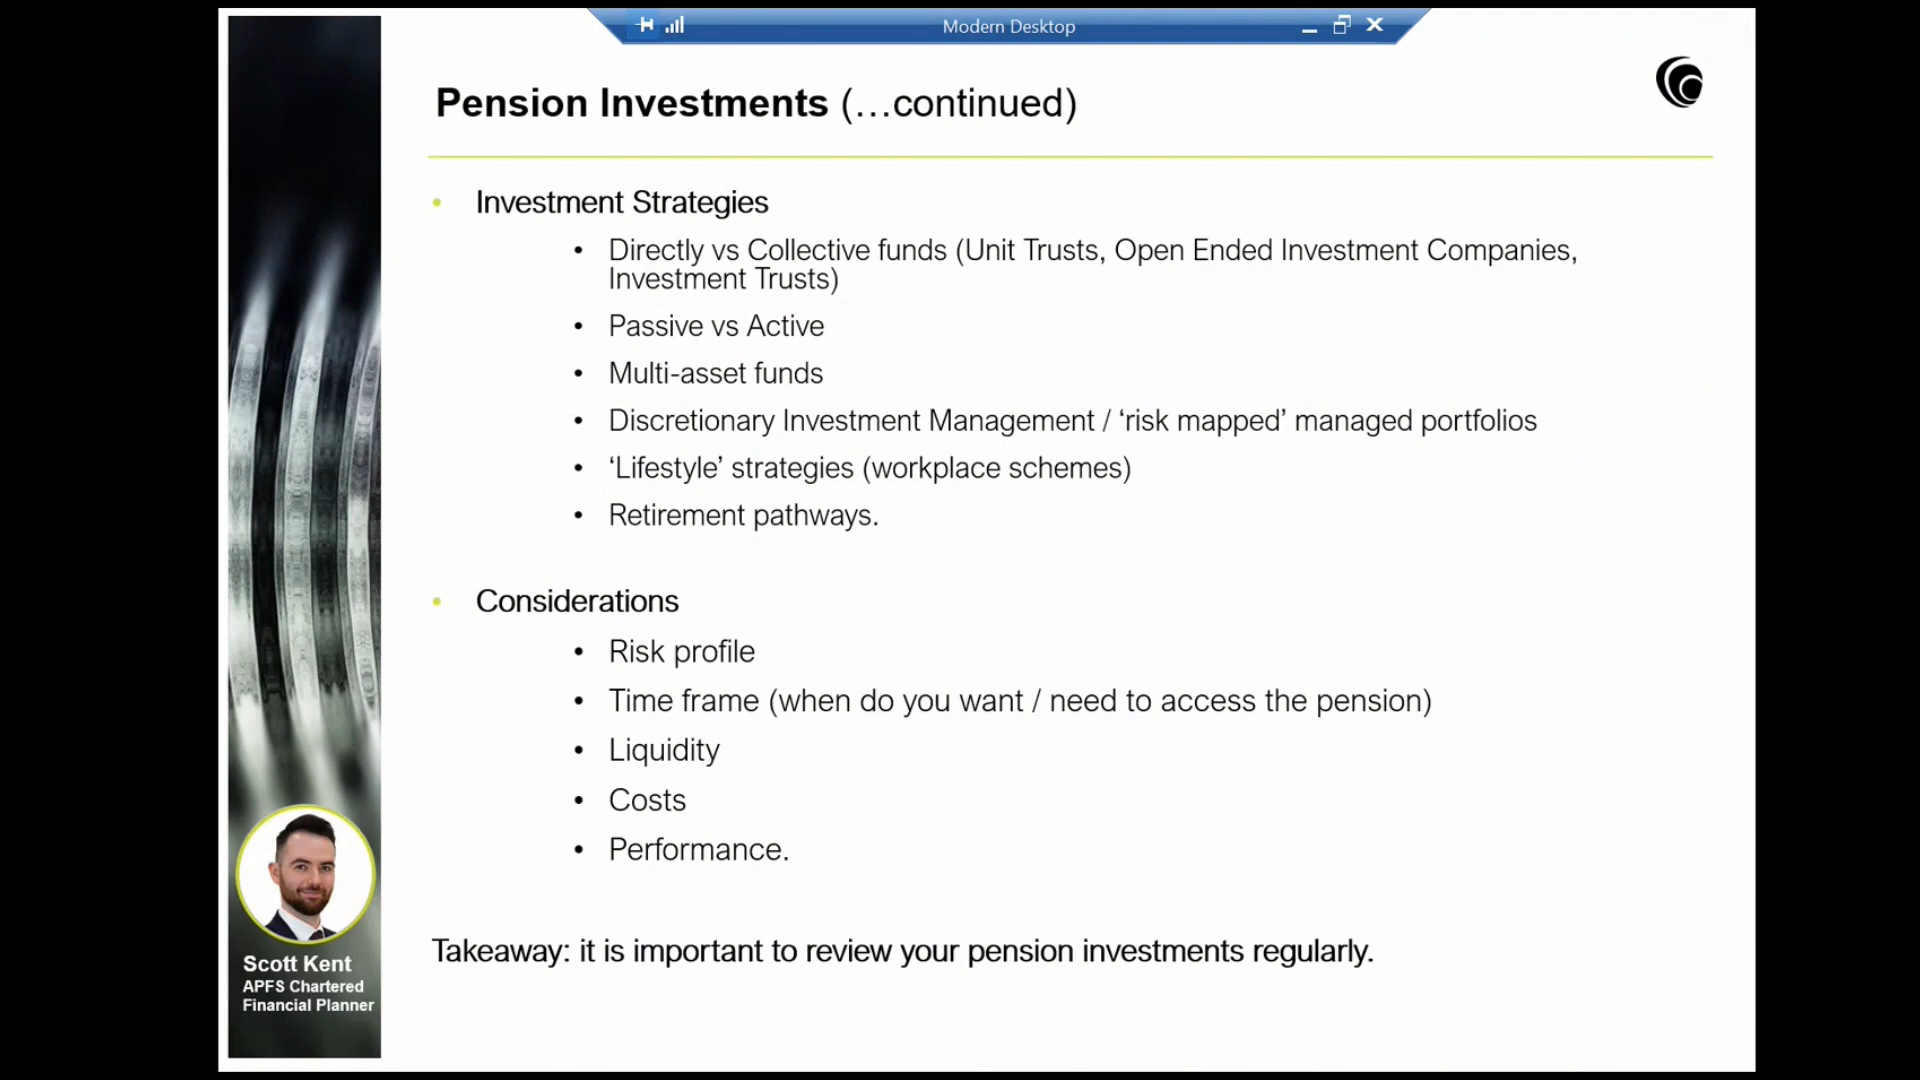 Modern Desktop
Pension Investments (…continued)
• Investment Strategies
• Directly vs Collective funds (Unit Trusts, Open Ended Investment Companies,
Investment Trusts)
• Passive vs Active
• Multi-asset funds
• Discretionary Investment Management / ‘risk mapped’ managed portfolios
• ‘Lifestyle’ strategies (workplace schemes)
• Retirement pathways.
• Considerations
• Risk profile
• Time frame (when do you want / need to access the pension)
• Liquidity
• Costs
• Performance.
Takeaway: it is important to review your pension investments regularly.
Scott Kent
APFS Chartered
Financial Planner